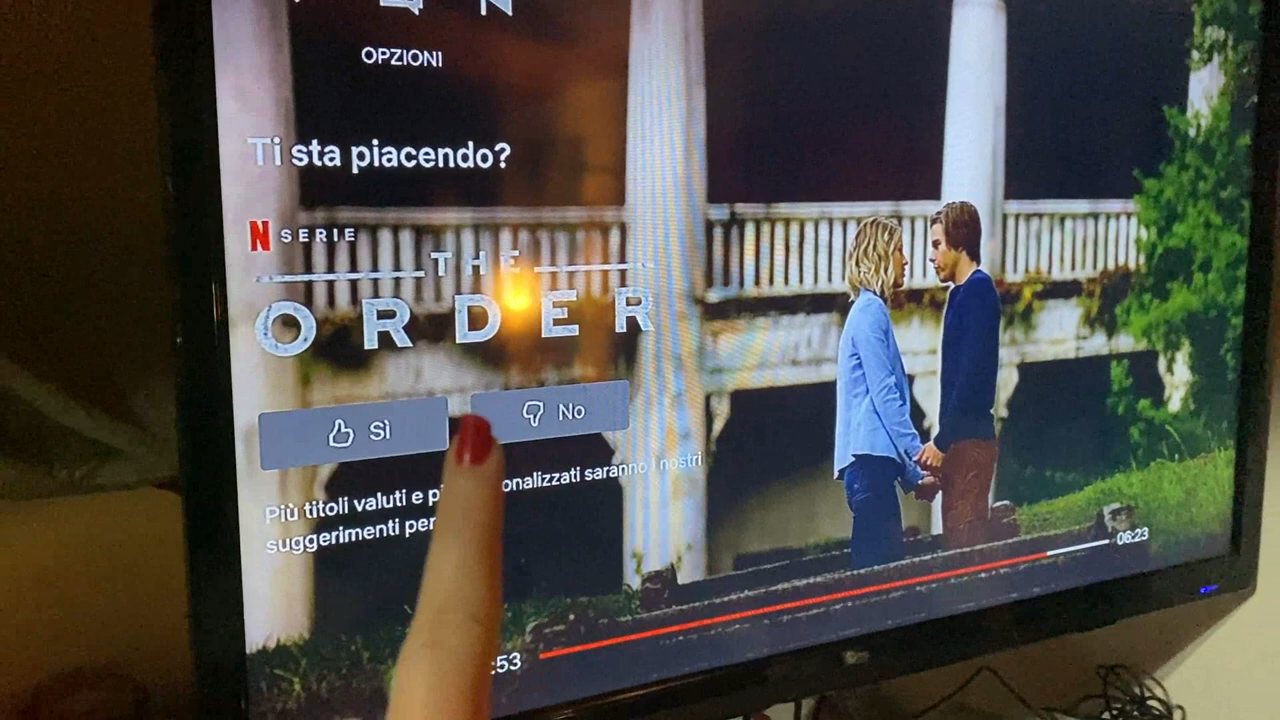 OPZIONI
Ti sta piacendo?
N SERIE
THE
ORDER
Sì
No
Più titoli valuti e onalizzati saranno i nostri
suggerimenti per
:53
06:23